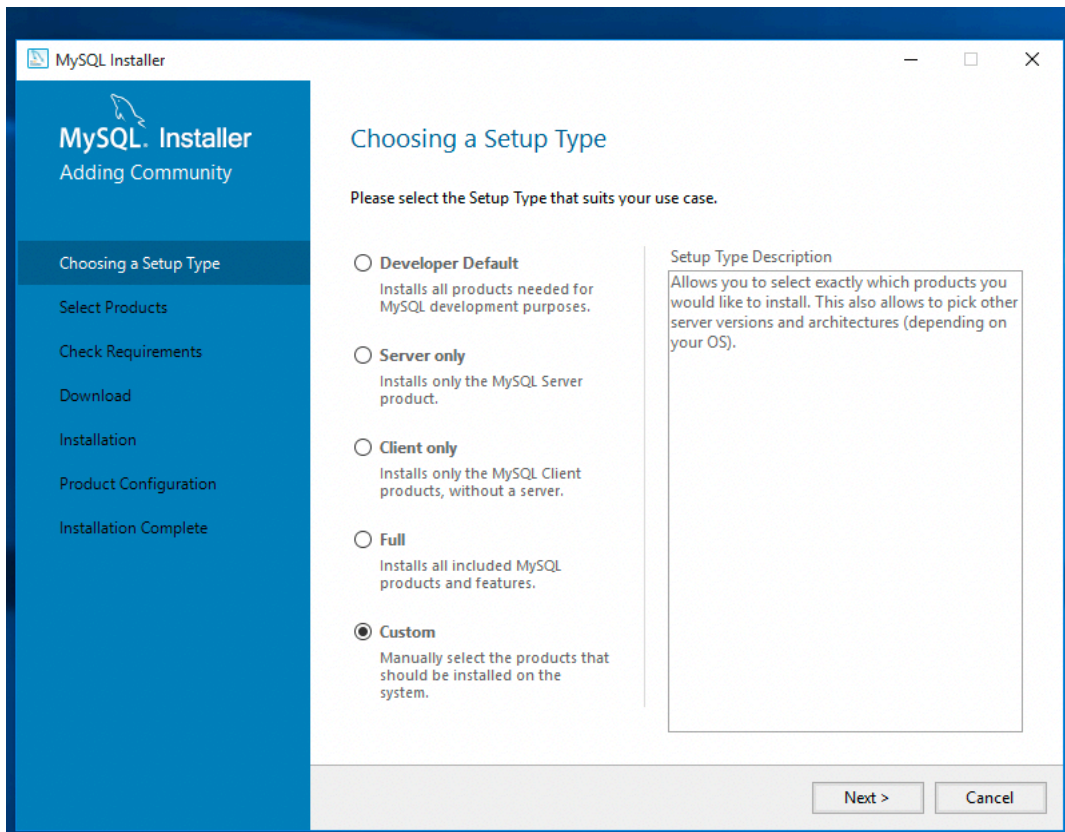 MySQL Installer
MySQL. Installer
Adding Community
Choosing a Setup Type
Select Products
Check Requirements
Download
Installation
Product Configuration
Installation Complete
Choosing a Setup Type
Please select the Setup Type that suits your use case.
Developer Default
Installs all products needed for
MySQL development purposes.
Server only
Installs only the MySQL Server
product.
Client only
Installs only the MySQL Client
products, without a server.
Full
Installs all included MySQL
products and features.
Custom
Manually select the products that
should be installed on the
system.
Setup Type Description
Allows you to select exactly which products you
would like to install. This also allows to pick other
server versions and architectures (depending on
your OS).
Next >
Cancel